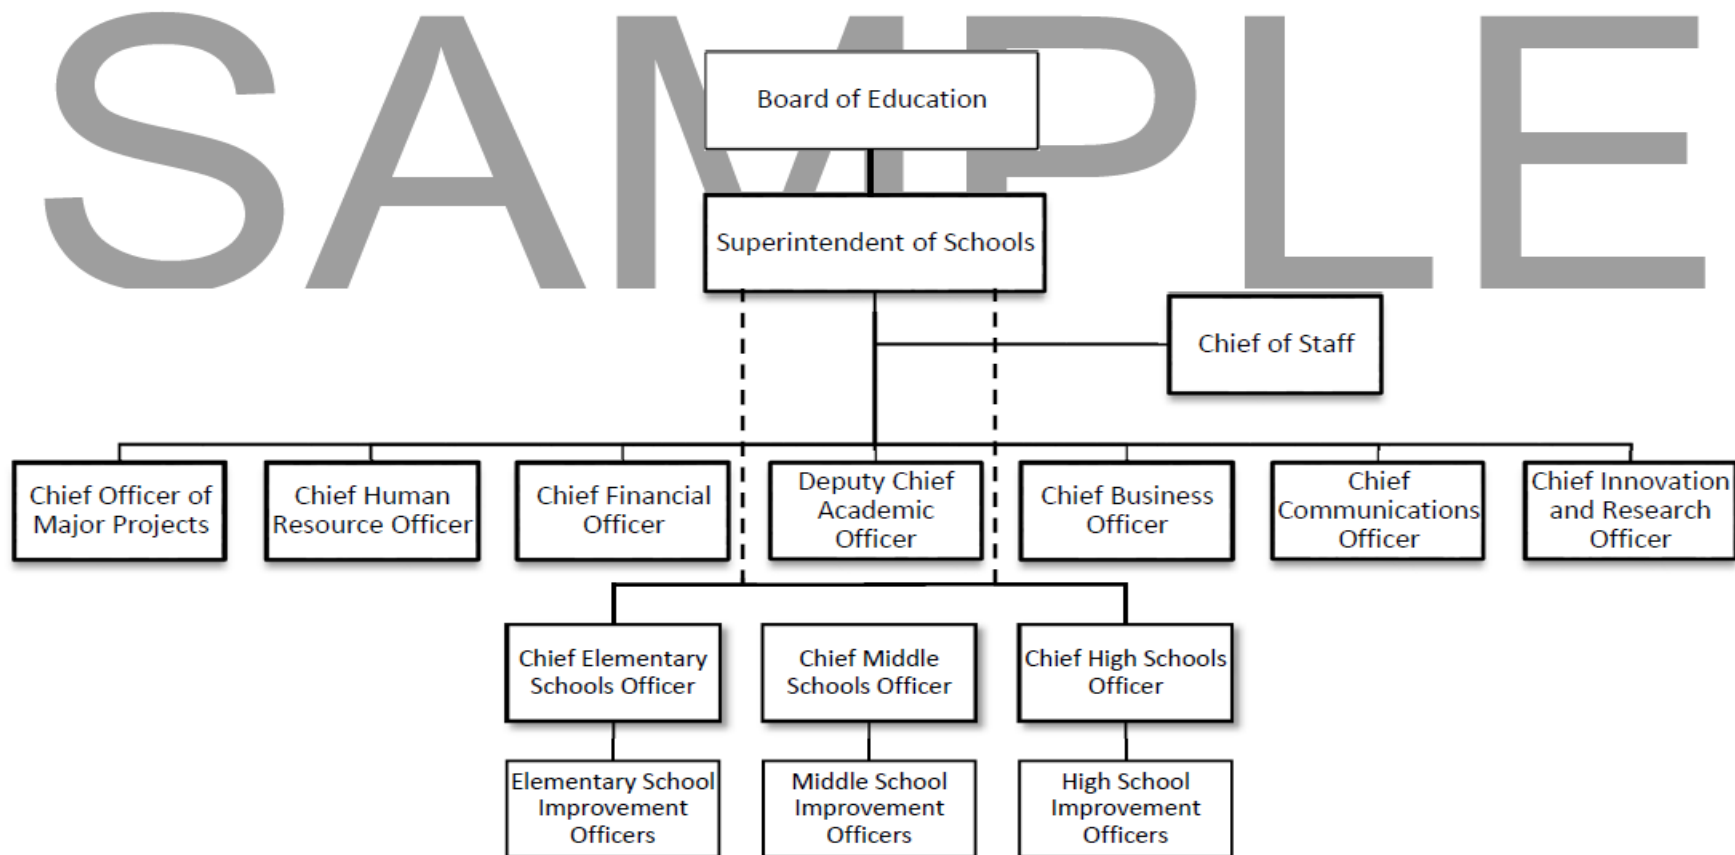 SAMPLE
Board of Education
Superintendent of Schools
Chief of Staff
Chief Officer of
Major Projects
Chief Human
Resource Officer
Chief Financial
Officer
Deputy Chief
Academic
Officer
Chief Business
Officer
Chief
Communications
Officer
Chief Innovation
and Research
Officer
Chief Elementary
Schools Officer
Chief Middle
Schools Officer
Chief High Schools
Officer
Elementary School
Improvement
Officers
Middle School
Improvement
Officers
High School
Improvement
Officers